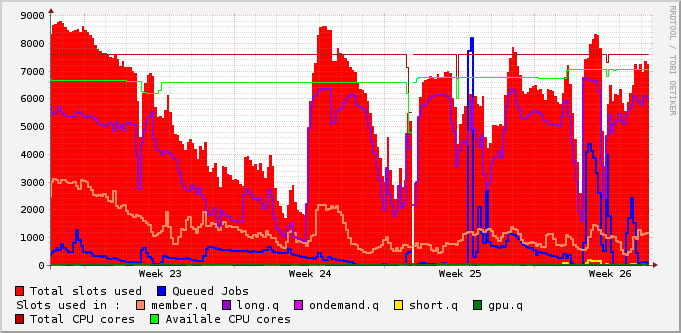 9000
8000
7000
6000
5000
4000
3000
2000
1000
0
Week 23 Week 24 Week 25 Week 26
RRDTOOL / TOBI OETIKER
Total slots used Queued Jobs
Slots used in : member.q long.q ondemand.q short.q gpu.q
Total CPU cores Availale CPU cores